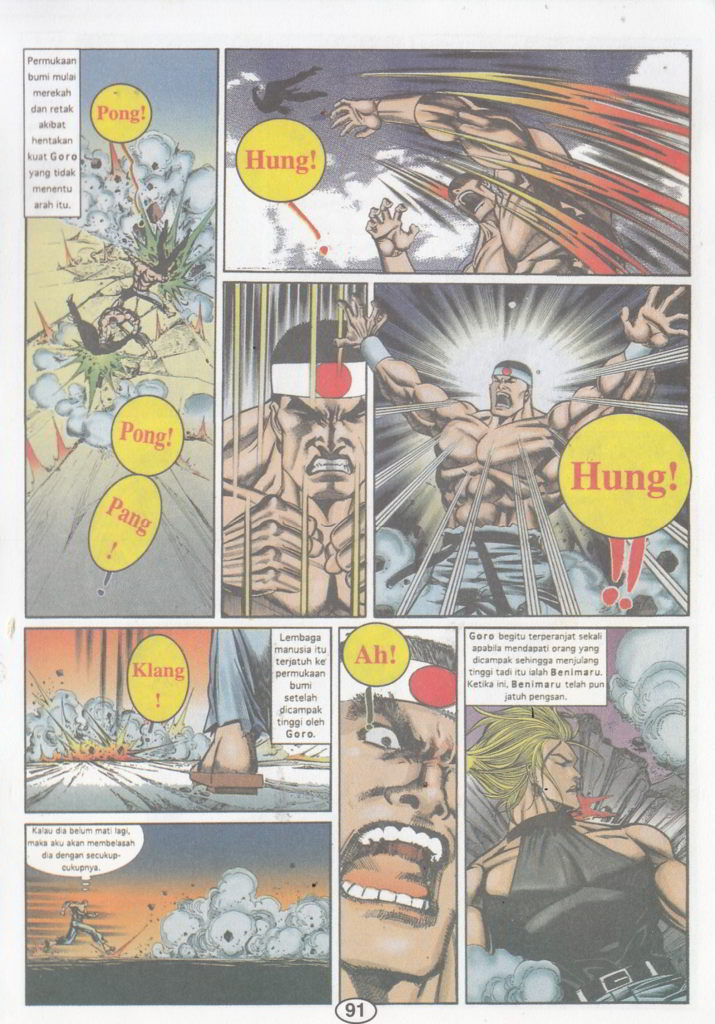 Permukaan
bumi mulai
merekah
dan retak
akibat
hentakan
kuat Goro
yang tidak
menentu
arah itu.
Pong!
Pong!
Pang
!
Hung!
Hung!
Klang
!
Lembaga
manusia itu
terjatuh ke
permukaan
bumi
setelah
dicampak
tinggi oleh
Goro.
Kalau dia belum mati lagi,
maka aku akan membelasah
dia dengan secukup-
cukupnya.
Ah!
Goro begitu terperanjat sekali
apabila mendapati orang yang
dicampak sehingga menjulang
tinggi tadi itu ialah Benimaru.
Ketika ini, Benimaru telah pun
jatuh pengsan.
91